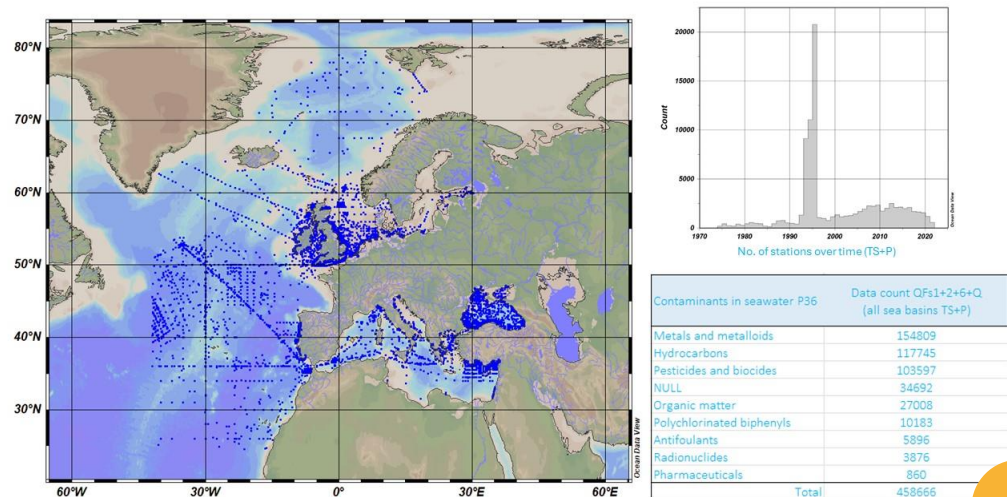 80°N
70°N
60°N
50°N
40°N
30°N
60°W
30°W
0°
30°E
60°E
Ocean Data View
20000
15000
10000
5000
0
Count
1970
1980
1990
2000
2010
2020
Ocean Data View
No. of stations over time (TS+P)
Contaminants in seawater P36
Data count QFs1+2+6+Q
(all sea basins TS+P)
Metals and metalloids 154809
Hydrocarbons 117745
Pesticides and biocides 103597
NULL 34692
Organic matter 27008
Polychlorinated biphenyls 10183
Antifoulants 5896
Radionuclides 3876
Pharmaceuticals 860
Total 458666